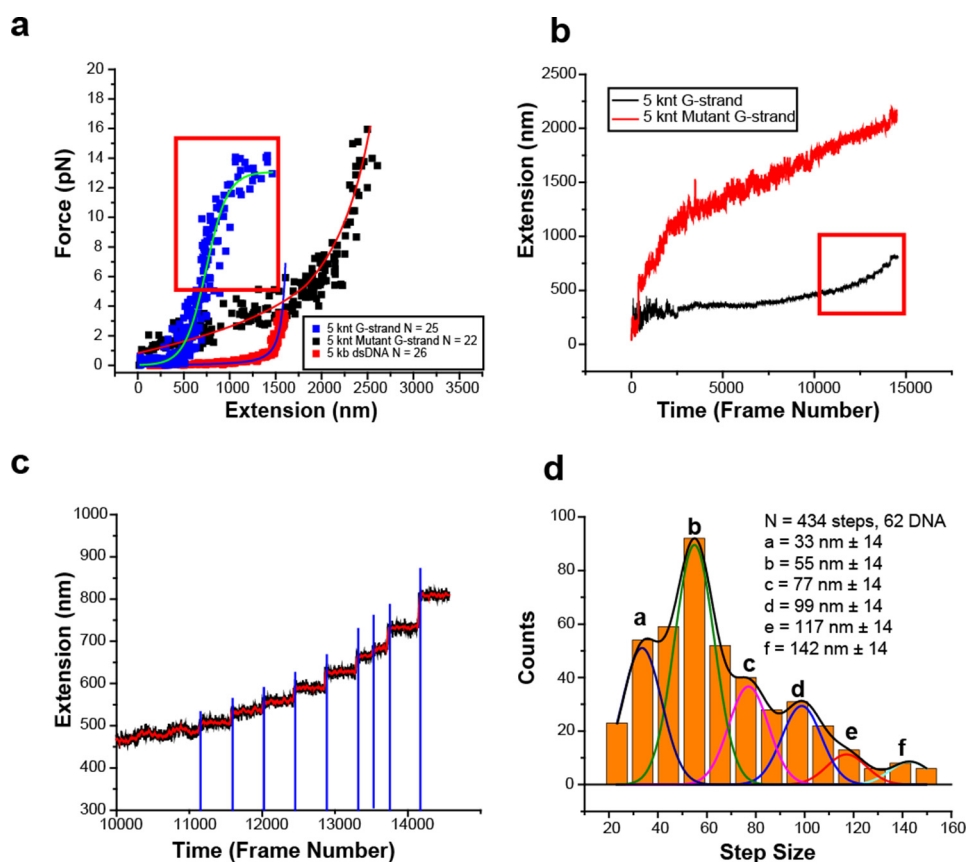 a
20
18
16
14
12
10
8
6
4
2
0
Force (pN)
5 knt G-strand N = 25
5 knt Mutant G-strand N = 22
5 kb dsDNA N = 26
0 500 1000 1500 2000 2500 3000 3500
Extension (nm)
b
2500
2000
1500
1000
500
0
Extension (nm)
5 knt G-strand
5 knt Mutant G-strand
0 5000 10000 15000
Time (Frame Number)
c
1000
900
800
700
600
500
400
300
Extension (nm)
10000 11000 12000 13000 14000
Time (Frame Number)
d
100
80
60
40
20
0
Counts
a
b
c
d
e
f
N = 434 steps, 62 DNA
a = 33 nm ± 14
b = 55 nm ± 14
c = 77 nm ± 14
d = 99 nm ± 14
e = 117 nm ± 14
f = 142 nm ± 14
20 40 60 80 100 120 140 160
Step Size